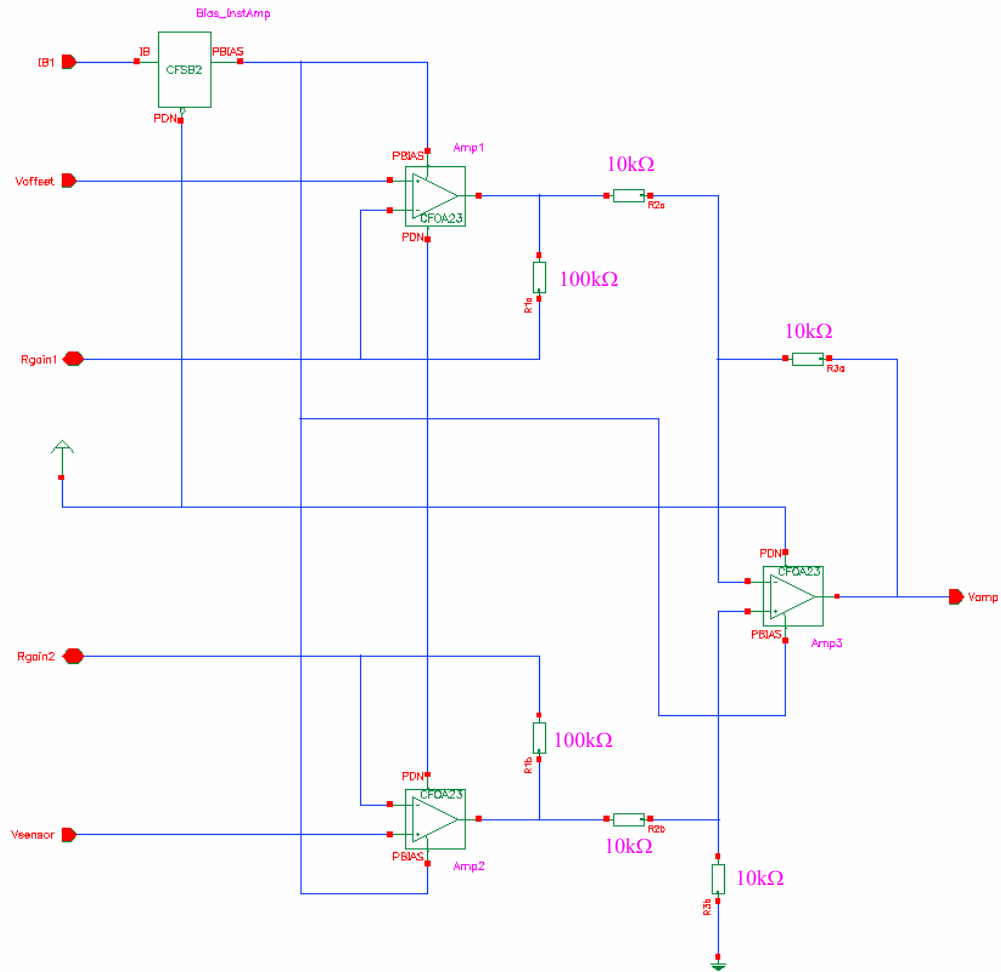 Bias_InstAmp
IB1
IB
PBIAS
CFSB2
PDN
Voffset
PBIAS
Amp1
CFOA23
PDN
10kΩ
R2a
100kΩ
R1a
Rgain1
10kΩ
R3a
PDN
CFOA23
Vamp
PBIAS
Amp3
Rgain2
100kΩ
R1b
PDN
CFOA23
Vsensor
PBIAS
Amp2
R2b
10kΩ
10kΩ
R3b